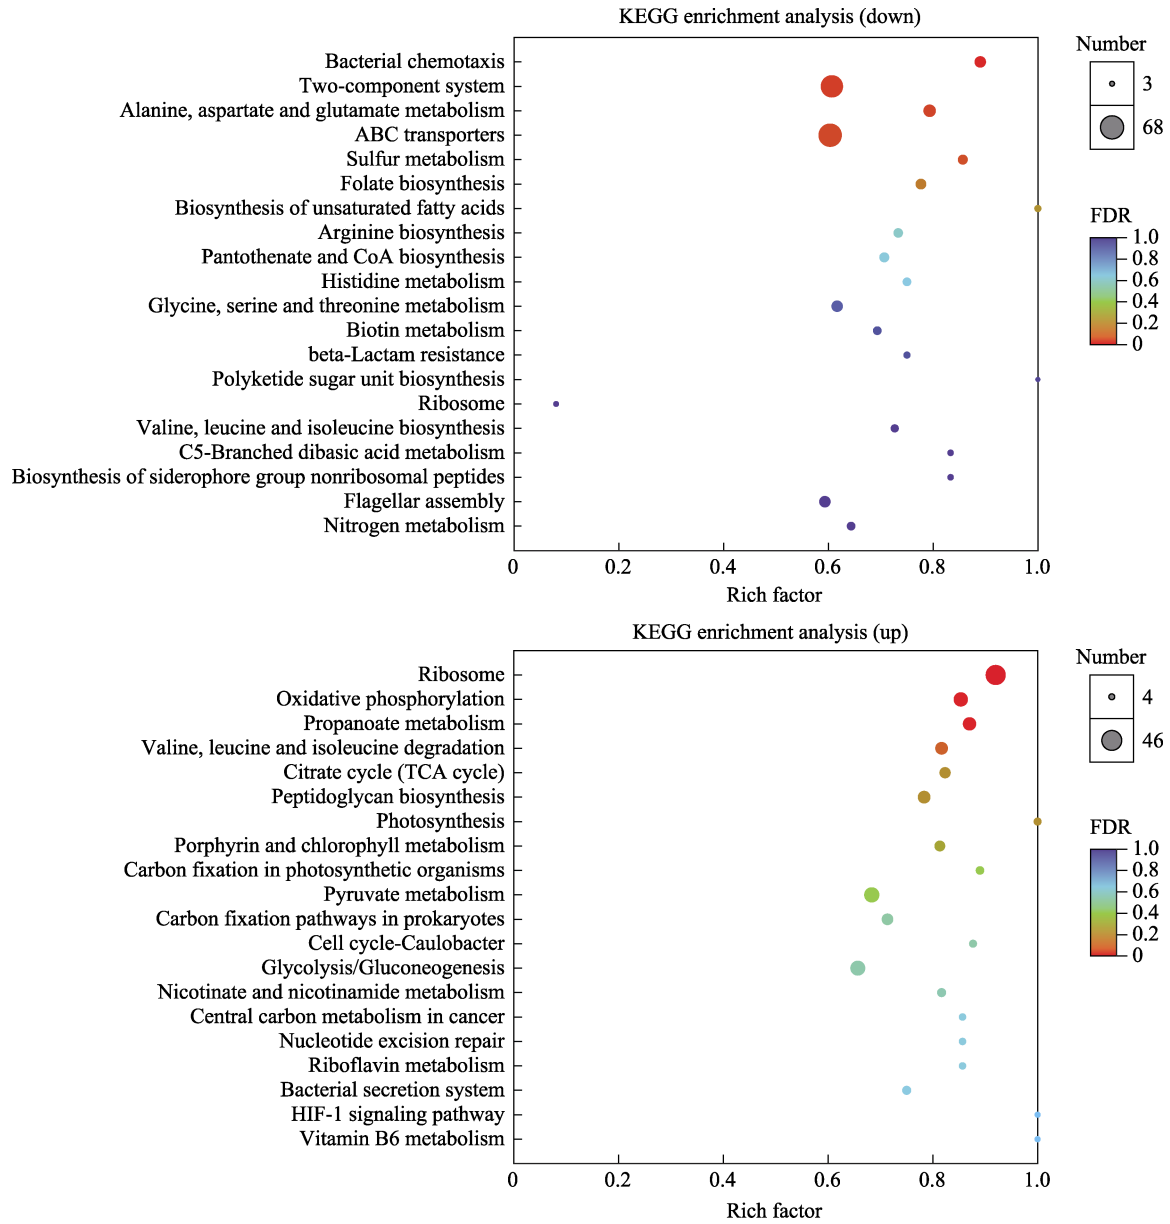 KEGG enrichment analysis (down)
Bacterial chemotaxis
Two-component system
Alanine, aspartate and glutamate metabolism
ABC transporters
Sulfur metabolism
Folate biosynthesis
Biosynthesis of unsaturated fatty acids
Arginine biosynthesis
Pantothenate and CoA biosynthesis
Histidine metabolism
Glycine, serine and threonine metabolism
Biotin metabolism
beta-Lactam resistance
Polyketide sugar unit biosynthesis
Ribosome
Valine, leucine and isoleucine biosynthesis
C5-Branched dibasic acid metabolism
Biosynthesis of siderophore group nonribosomal peptides
Flagellar assembly
Nitrogen metabolism
0 0.2 0.4 0.6 0.8 1.0
Rich factor
Number
3
68
FDR
1.0
0.8
0.6
0.4
0.2
0
KEGG enrichment analysis (up)
Ribosome
Oxidative phosphorylation
Propanoate metabolism
Valine, leucine and isoleucine degradation
Citrate cycle (TCA cycle)
Peptidoglycan biosynthesis
Photosynthesis
Porphyrin and chlorophyll metabolism
Carbon fixation in photosynthetic organisms
Pyruvate metabolism
Carbon fixation pathways in prokaryotes
Cell cycle-Caulobacter
Glycolysis/Gluconeogenesis
Nicotinate and nicotinamide metabolism
Central carbon metabolism in cancer
Nucleotide excision repair
Riboflavin metabolism
Bacterial secretion system
HIF-1 signaling pathway
Vitamin B6 metabolism
0 0.2 0.4 0.6 0.8 1.0
Rich factor
Number
4
46
FDR
1.0
0.8
0.6
0.4
0.2
0